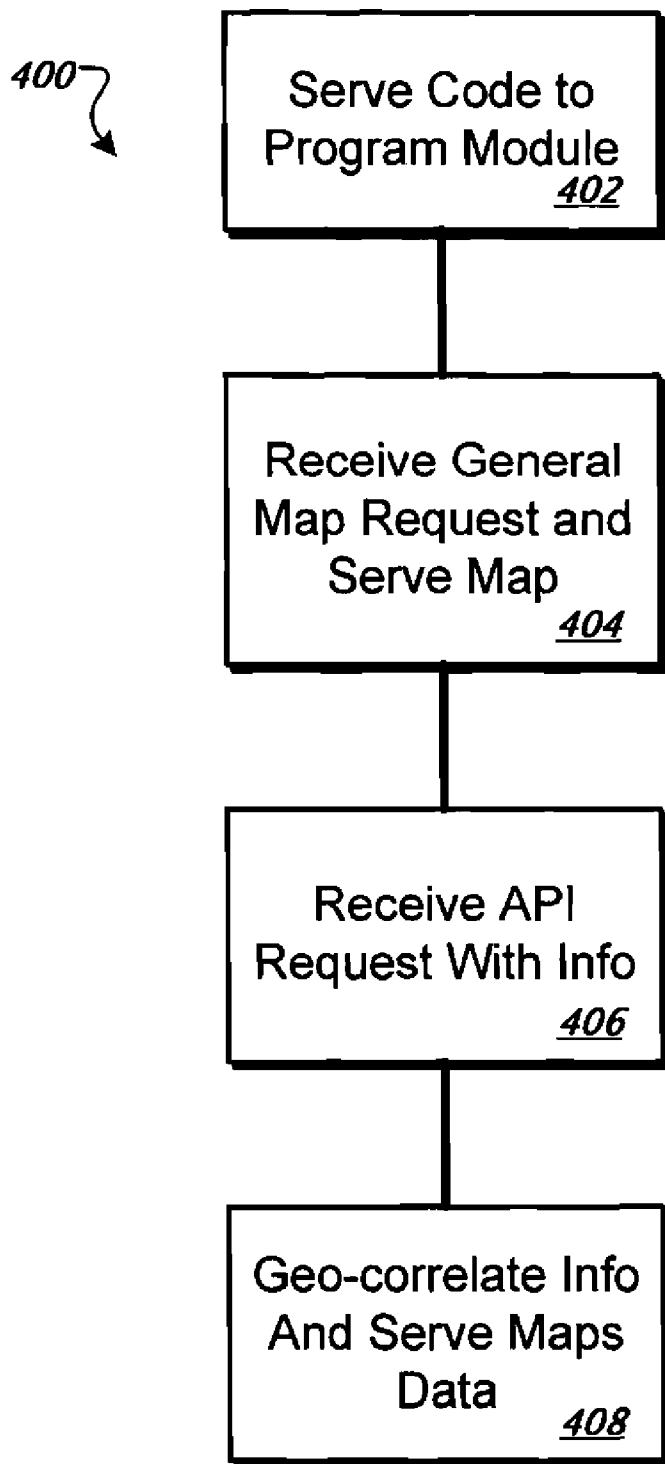 400
Serve Code to
Program Module
402
Receive General
Map Request and
Serve Map
404
Receive API
Request With Info
406
Geo-correlate Info
And Serve Maps
Data
408